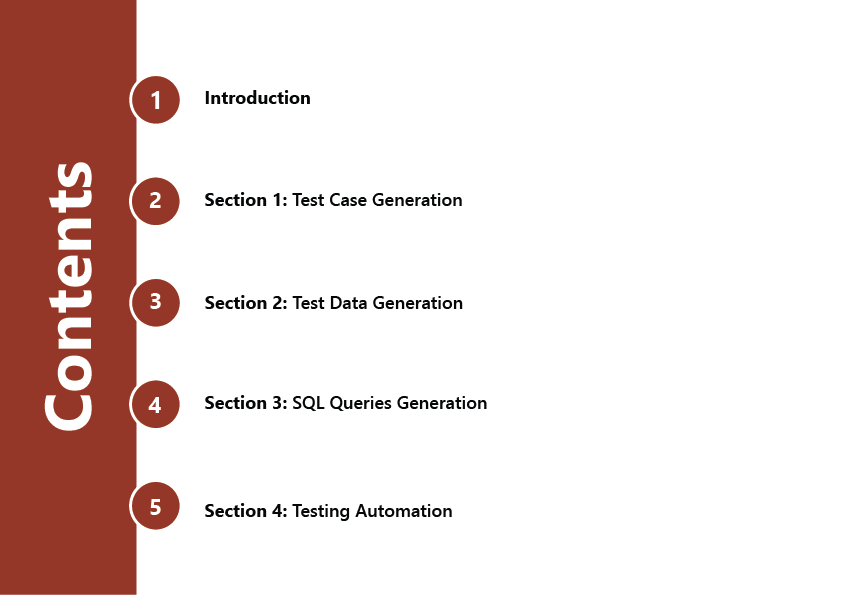 Contents
1
Introduction
2
Section 1: Test Case Generation
3
Section 2: Test Data Generation
4
Section 3: SQL Queries Generation
5
Section 4: Testing Automation